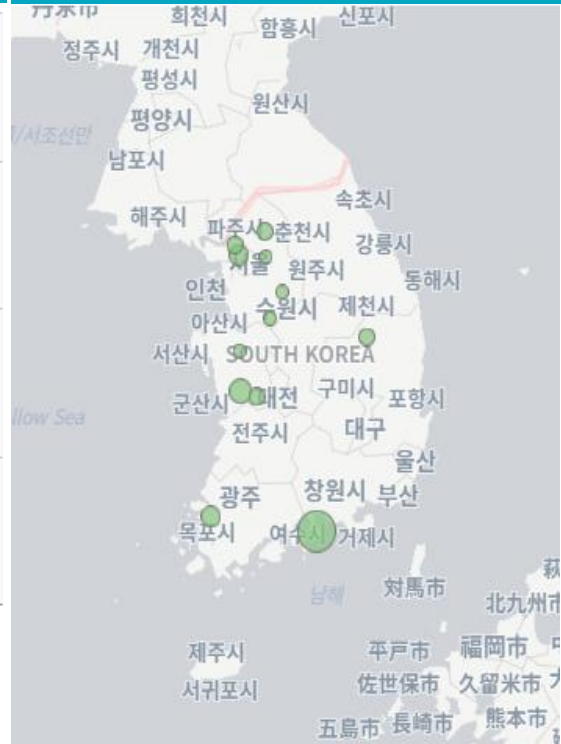 희천시
신포시
함흥시
정주시
개천시
평성시
원산시
평양시
남포시
해주시
속초시
파주시
춘천시
강릉시
서울
원주시
동해시
인천
수원시
제천시
아산시
서산시
SOUTH KOREA
구미시
군산시
대전
포항시
llow Sea
전주시
대구
울산
광주
창원시
부산
목포시
여수시
거제시
남해
対馬市
北九州市
제주시
平戸市
福岡市
서귀포시
佐世保市
久留米市
五島市
長崎市
熊本市